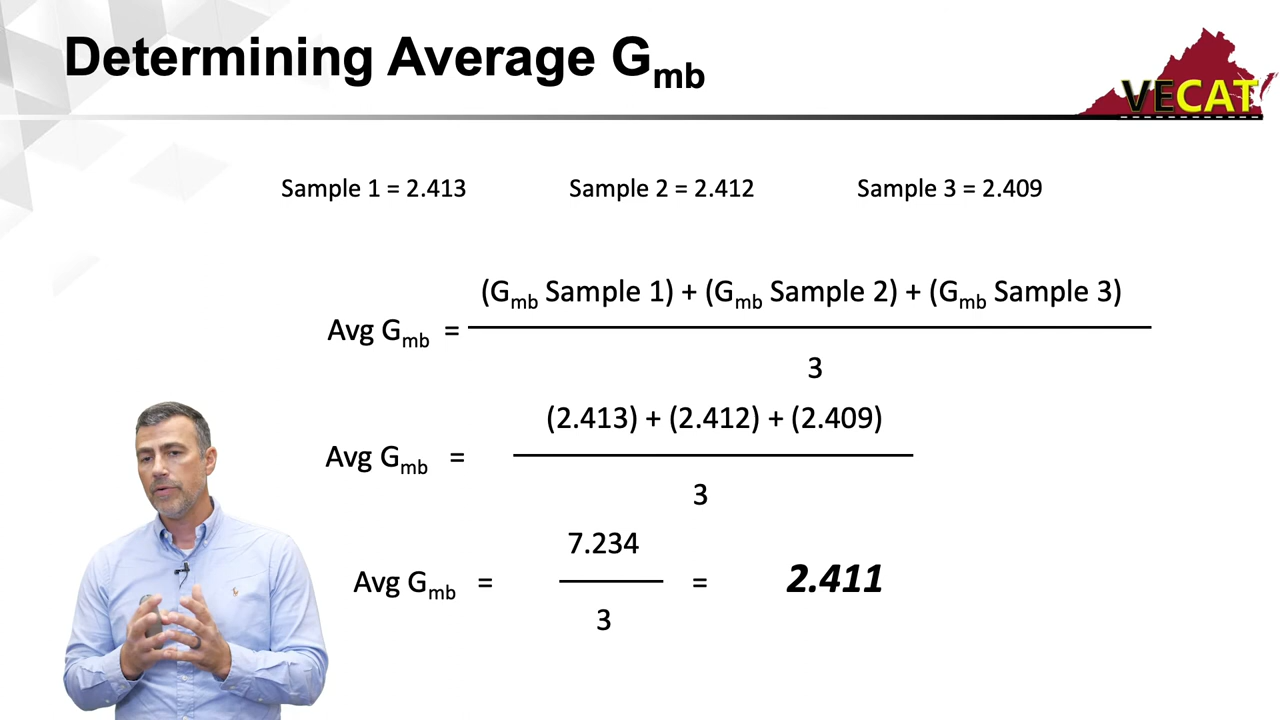 Determining Average Gmb
VECAT
Sample 1 = 2.413 Sample 2 = 2.412 Sample 3 = 2.409
(Gmb Sample 1) + (Gmb Sample 2) + (Gmb Sample 3)
Avg Gmb =
3
(2.413) + (2.412) + (2.409)
Avg Gmb =
3
7.234
Avg Gmb = = 2.411
3